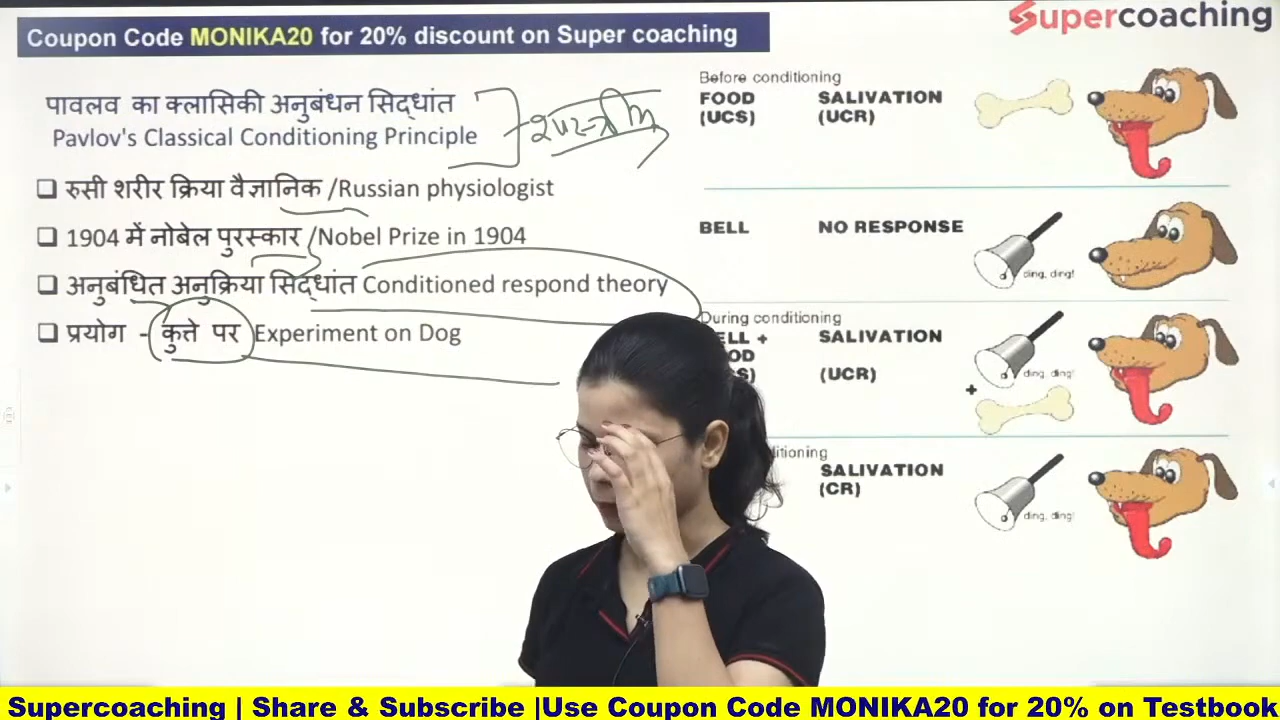 Coupon Code MONIKA20 for 20% discount on Super coaching
Supercoaching
पावलव का क्लासिकी अनुबंधन सिद्धांत
Pavlov's Classical Conditioning Principle
❑ रुसी शरीर क्रिया वैज्ञानिक /Russian physiologist
❑ 1904 में नोबेल पुरस्कार /Nobel Prize in 1904
❑ अनुबंधित अनुक्रिया सिद्धांत Conditioned respond theory
❑ प्रयोग - कुत्ते पर Experiment on Dog
Before conditioning
FOOD SALIVATION
(UCS) (UCR)
BELL NO RESPONSE
ding, ding!
During conditioning
ELL + SALIVATION
OD
S) (UCR)
ding, ding!
+
itioning
SALIVATION
(CR)
ding, ding!
Supercoaching | Share & Subscribe |Use Coupon Code MONIKA20 for 20% on Testbook